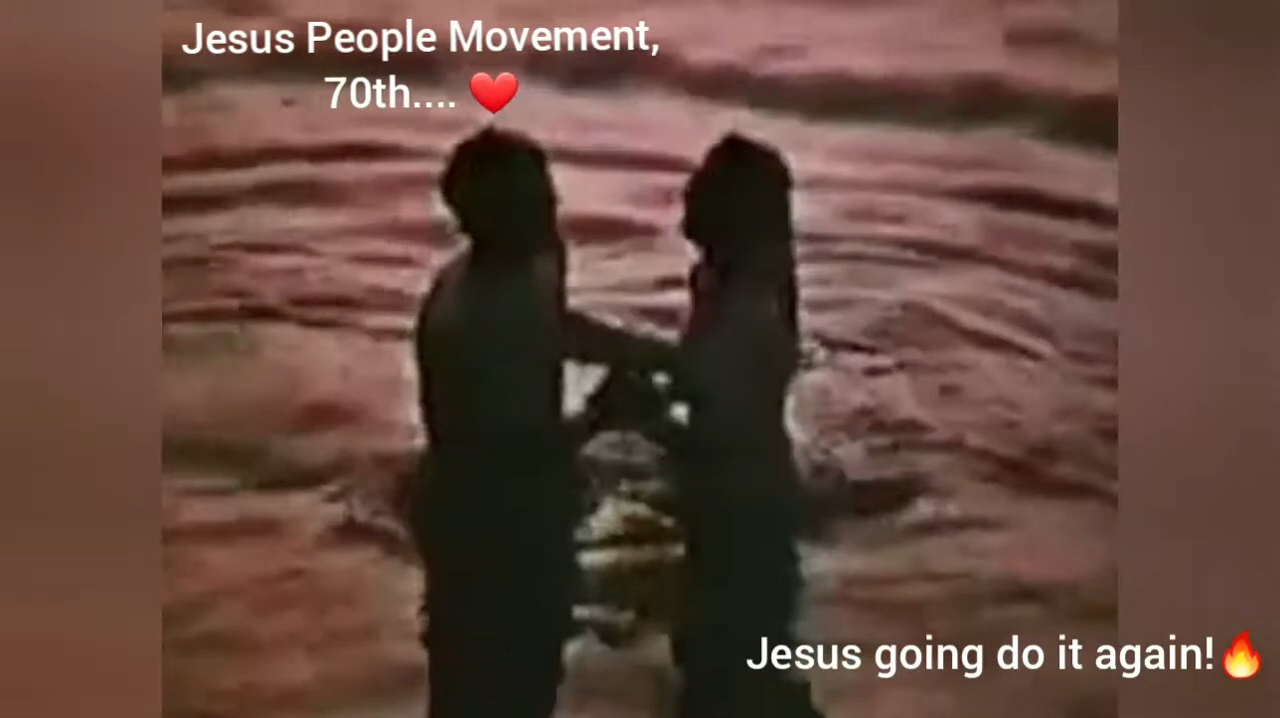 Jesus People Movement,
70th.... ❤️
Jesus going do it again!🔥